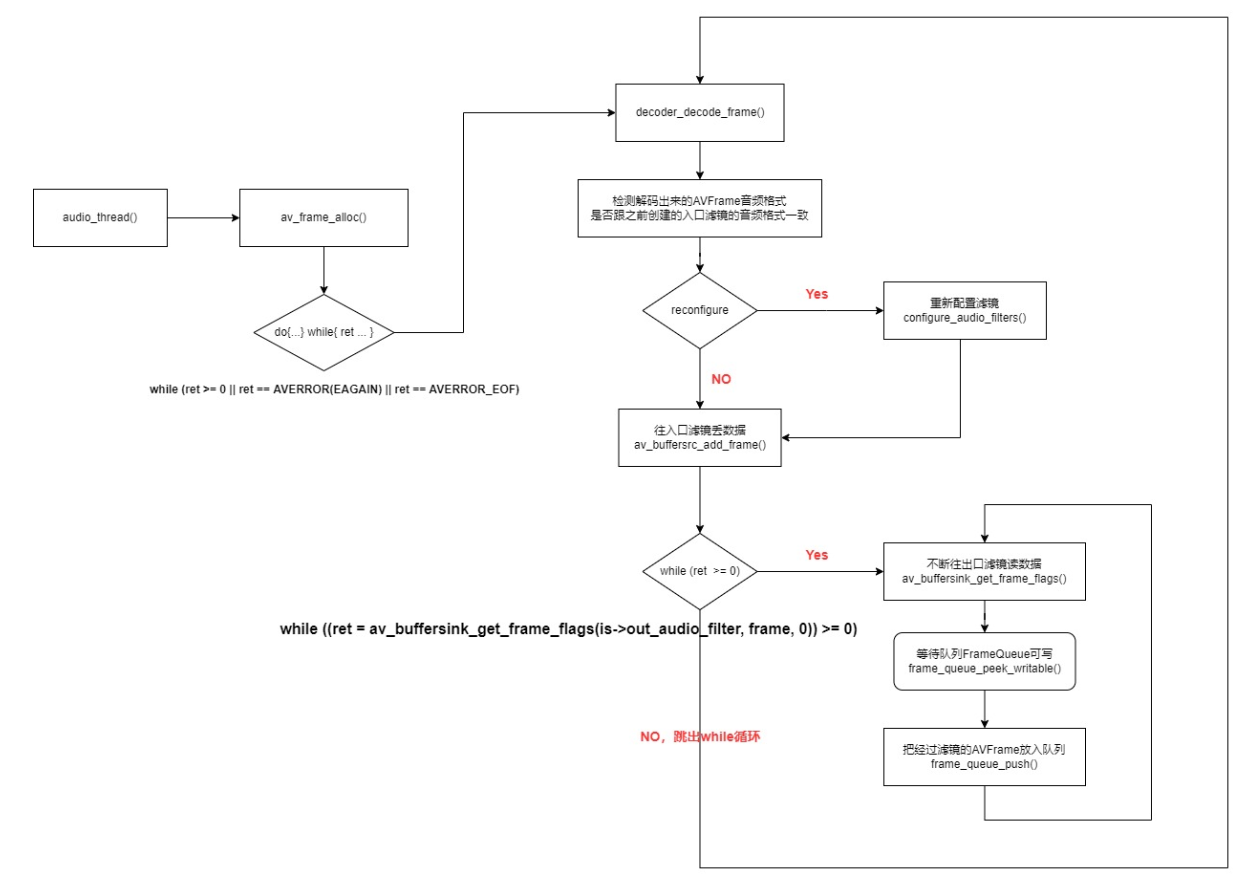 decoder_decode_frame()
检测解码出来的AVFrame音频格式
是否跟之前创建的入口滤镜的音频格式一致
audio_thread()
av_frame_alloc()
do{...} while{ ret ... }
while (ret >= 0 || ret == AVERROR(EAGAIN) || ret == AVERROR_EOF)
reconfigure
Yes
重新配置滤镜
configure_audio_filters()
NO
往入口滤镜丢数据
av_buffersrc_add_frame()
while (ret >= 0)
Yes
不断往出口滤镜读数据
av_buffersink_get_frame_flags()
while ((ret = av_buffersink_get_frame_flags(is->out_audio_filter, frame, 0)) >= 0)
等待队列FrameQueue可写
frame_queue_peek_writable()
NO，跳出while循环
把经过滤镜的AVFrame放入队列
frame_queue_push()